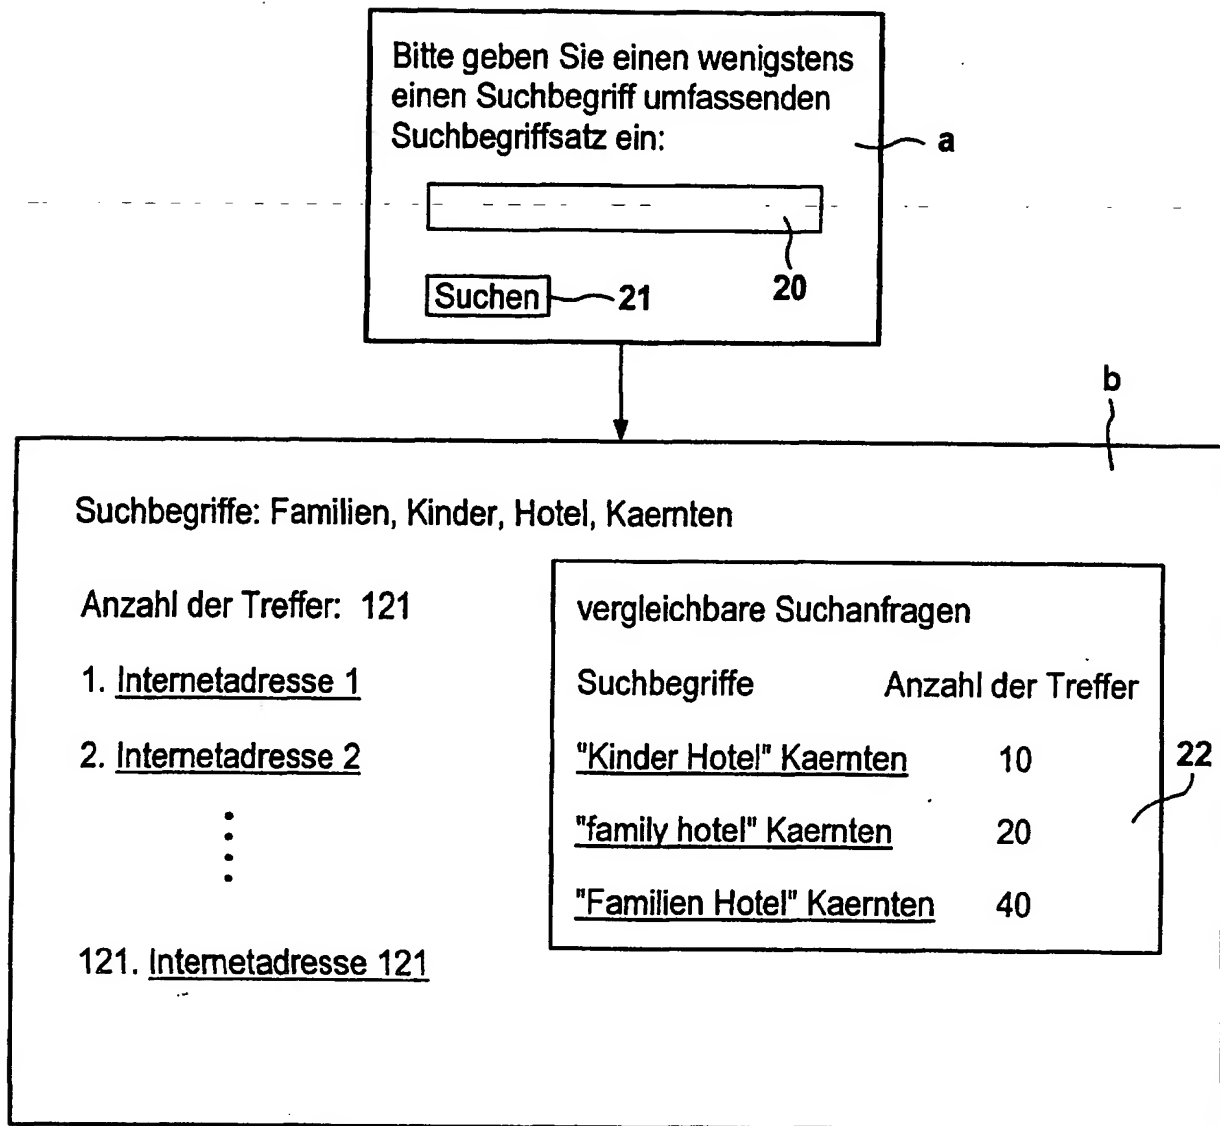 Bitte geben Sie einen wenigstens
einen Suchbegriff umfassenden
Suchbegriffsatz ein:
a
20
Suchen
21
b
Suchbegriffe: Familien, Kinder, Hotel, Kaernten
Anzahl der Treffer: 121
1. Internetadresse 1
2. Internetadresse 2
121. Internetadresse 121
vergleichbare Suchanfragen
Suchbegriffe Anzahl der Treffer
"Kinder Hotel" Kaernten 10
"family hotel" Kaernten 20
"Familien Hotel" Kaernten 40
22